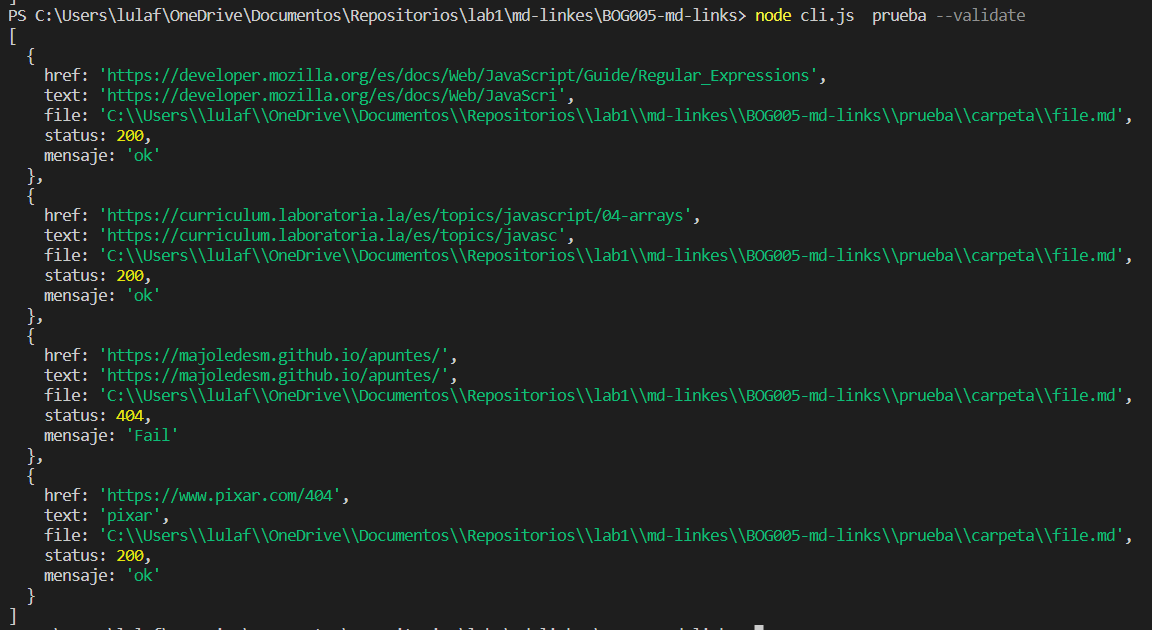 PS C:\Users\lulaf\OneDrive\Documentos\Repositorios\lab1\md-linkes\BOG005-md-links> node cli.js  prueba --validate
[
  {
    href: 'https://developer.mozilla.org/es/docs/Web/JavaScript/Guide/Regular_Expressions',
    text: 'https://developer.mozilla.org/es/docs/Web/JavaScri',
    file: 'C:\\Users\\lulaf\\OneDrive\\Documentos\\Repositorios\\lab1\\md-linkes\\BOG005-md-links\\prueba\\carpeta\\file.md',
    status: 200,
    mensaje: 'ok'
  },
  {
    href: 'https://curriculum.laboratoria.la/es/topics/javascript/04-arrays',
    text: 'https://curriculum.laboratoria.la/es/topics/javasc',
    file: 'C:\\Users\\lulaf\\OneDrive\\Documentos\\Repositorios\\lab1\\md-linkes\\BOG005-md-links\\prueba\\carpeta\\file.md',
    status: 200,
    mensaje: 'ok'
  },
  {
    href: 'https://majoledesm.github.io/apuntes/',
    text: 'https://majoledesm.github.io/apuntes/',
    file: 'C:\\Users\\lulaf\\OneDrive\\Documentos\\Repositorios\\lab1\\md-linkes\\BOG005-md-links\\prueba\\carpeta\\file.md',
    status: 404,
    mensaje: 'Fail'
  },
  {
    href: 'https://www.pixar.com/404',
    text: 'pixar',
    file: 'C:\\Users\\lulaf\\OneDrive\\Documentos\\Repositorios\\lab1\\md-linkes\\BOG005-md-links\\prueba\\carpeta\\file.md',
    status: 200,
    mensaje: 'ok'
  }
]